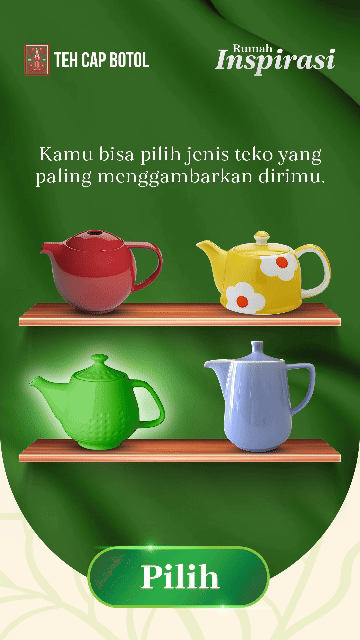 TEH CAP BOTOL
Rumah
Inspirasi
Kamu bisa pilih jenis teko yang
paling menggambarkan dirimu.
Pilih